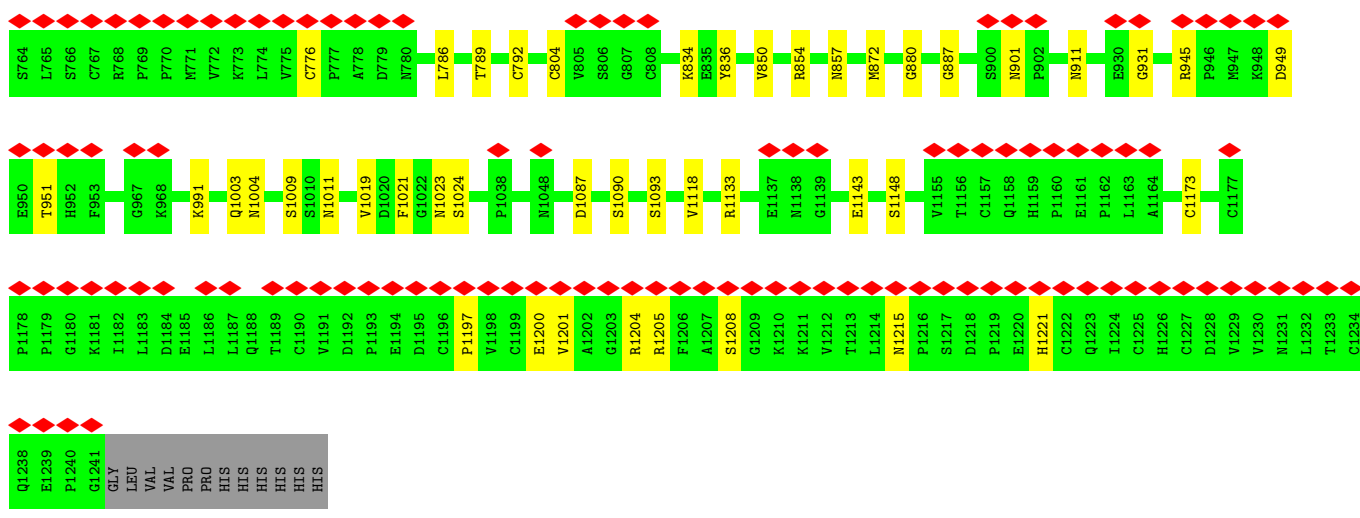 S764 L765 S766 C767 R768 P769 P770 M771 V772 K773 L774 V775 C776 P777 A778 D779 N780 L786 T789 C792 C804 V805 S806 G807 C808 K834 E835 Y836 V850 R854 N857 M872 G880 G887 S900 N901 P902 N911 E930 G931 R945 P946 M947 K948 D949
E950 T951 H952 F953 G967 K968 K991 Q1003 N1004 S1009 S1010 N1011 V1019 D1020 F1021 G1022 N1023 S1024 P1038 N1048 D1087 S1090 S1093 V1118 R1133 E1137 N1138 G1139 E1143 S1148 V1155 T1156 C1157 Q1158 H1159 P1160 E1161 P1162 L1163 A1164 C1173 C1177
P1178 P1179 G1180 K1181 I1182 L1183 D1184 E1185 L1186 L1187 Q1188 T1189 C1190 V1191 D1192 P1193 E1194 D1195 C1196 P1197 V1198 C1199 E1200 V1201 A1202 G1203 R1204 R1205 F1206 A1207 S1208 G1209 K1210 K1211 V1212 T1213 L1214 N1215 P1216 S1217 D1218 P1219 E1220 H1221 C1222 Q1223 I1224 C1225 H1226 C1227 D1228 V1229 V1230 N1231 L1232 T1233 C1234
Q1238 E1239 P1240 G1241 GLY LEU VAL VAL PRO PRO HIS HIS HIS HIS HIS HIS